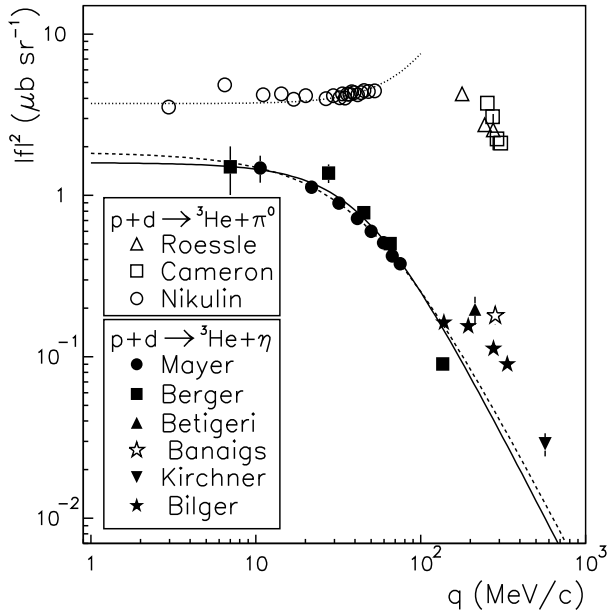 |f|² (μb sr⁻¹)
10
1
10⁻¹
10⁻²
p+d→³He+π⁰
Roessle
Cameron
Nikulin
p+d→³He+η
Mayer
Berger
Betigeri
Banaigs
Kirchner
Bilger
1 10 10² 10³
q (MeV/c)